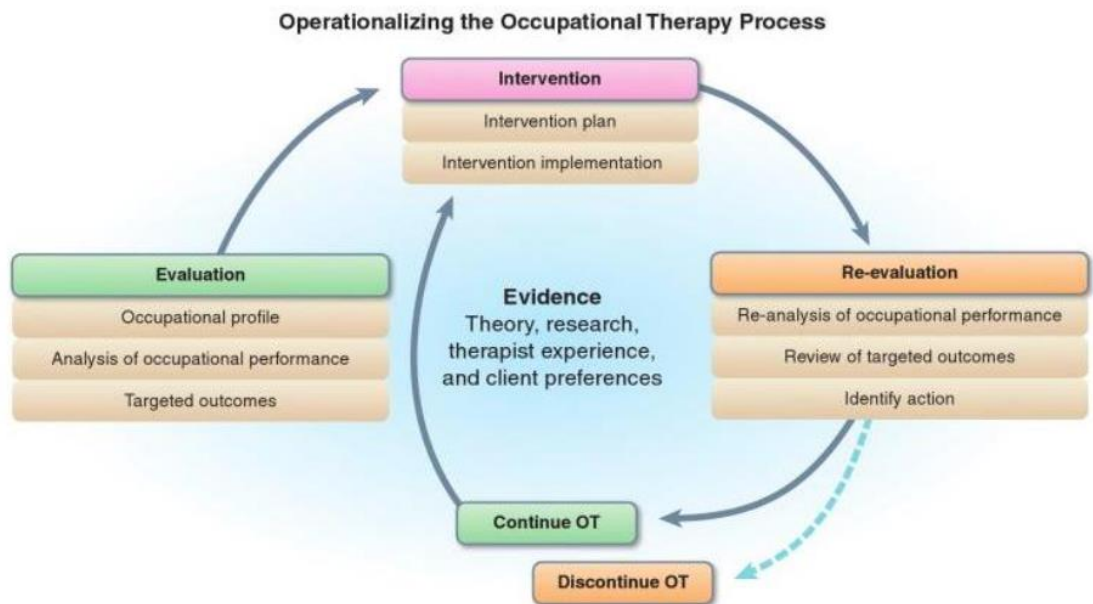 Operationalizing the Occupational Therapy Process
Intervention
Intervention plan
Intervention implementation
Evaluation
Occupational profile
Analysis of occupational performance
Targeted outcomes
Evidence
Theory, research,
therapist experience,
and client preferences
Re-evaluation
Re-analysis of occupational performance
Review of targeted outcomes
Identify action
Continue OT
Discontinue OT